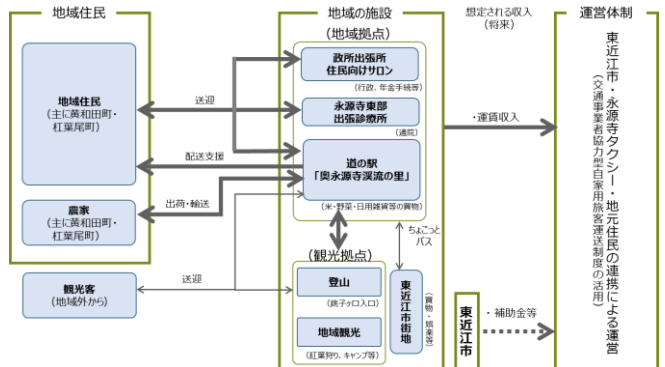 地域住民
地域の施設
想定される収入
（将来）
運営体制
（地域拠点）
政所出張所
住民向けサロン
（行政、年金手続等）
地域住民
（主に黄和田町・
杠葉尾町）
送迎
永源寺東部
出張診療所
（通院）
・運賃収入
配送支援
道の駅
「奥永源寺渓流の里」
（米・野菜・日用雑貨等の買物）
出荷・輸送
農家
（主に黄和田町・
杠葉尾町）
ちょこっと
バス
（観光拠点）
観光客
（地域外から）
送迎
登山
（銚子ヶ口入口）
地域観光
（紅葉狩り、キャンプ等）
東近江市街地
（買物・娯楽等）
東近江市
・補助金等
東近江市・永源寺タクシー・地元住民の連携による運営
（交通事業者協力型自家用旅客運送制度の活用）